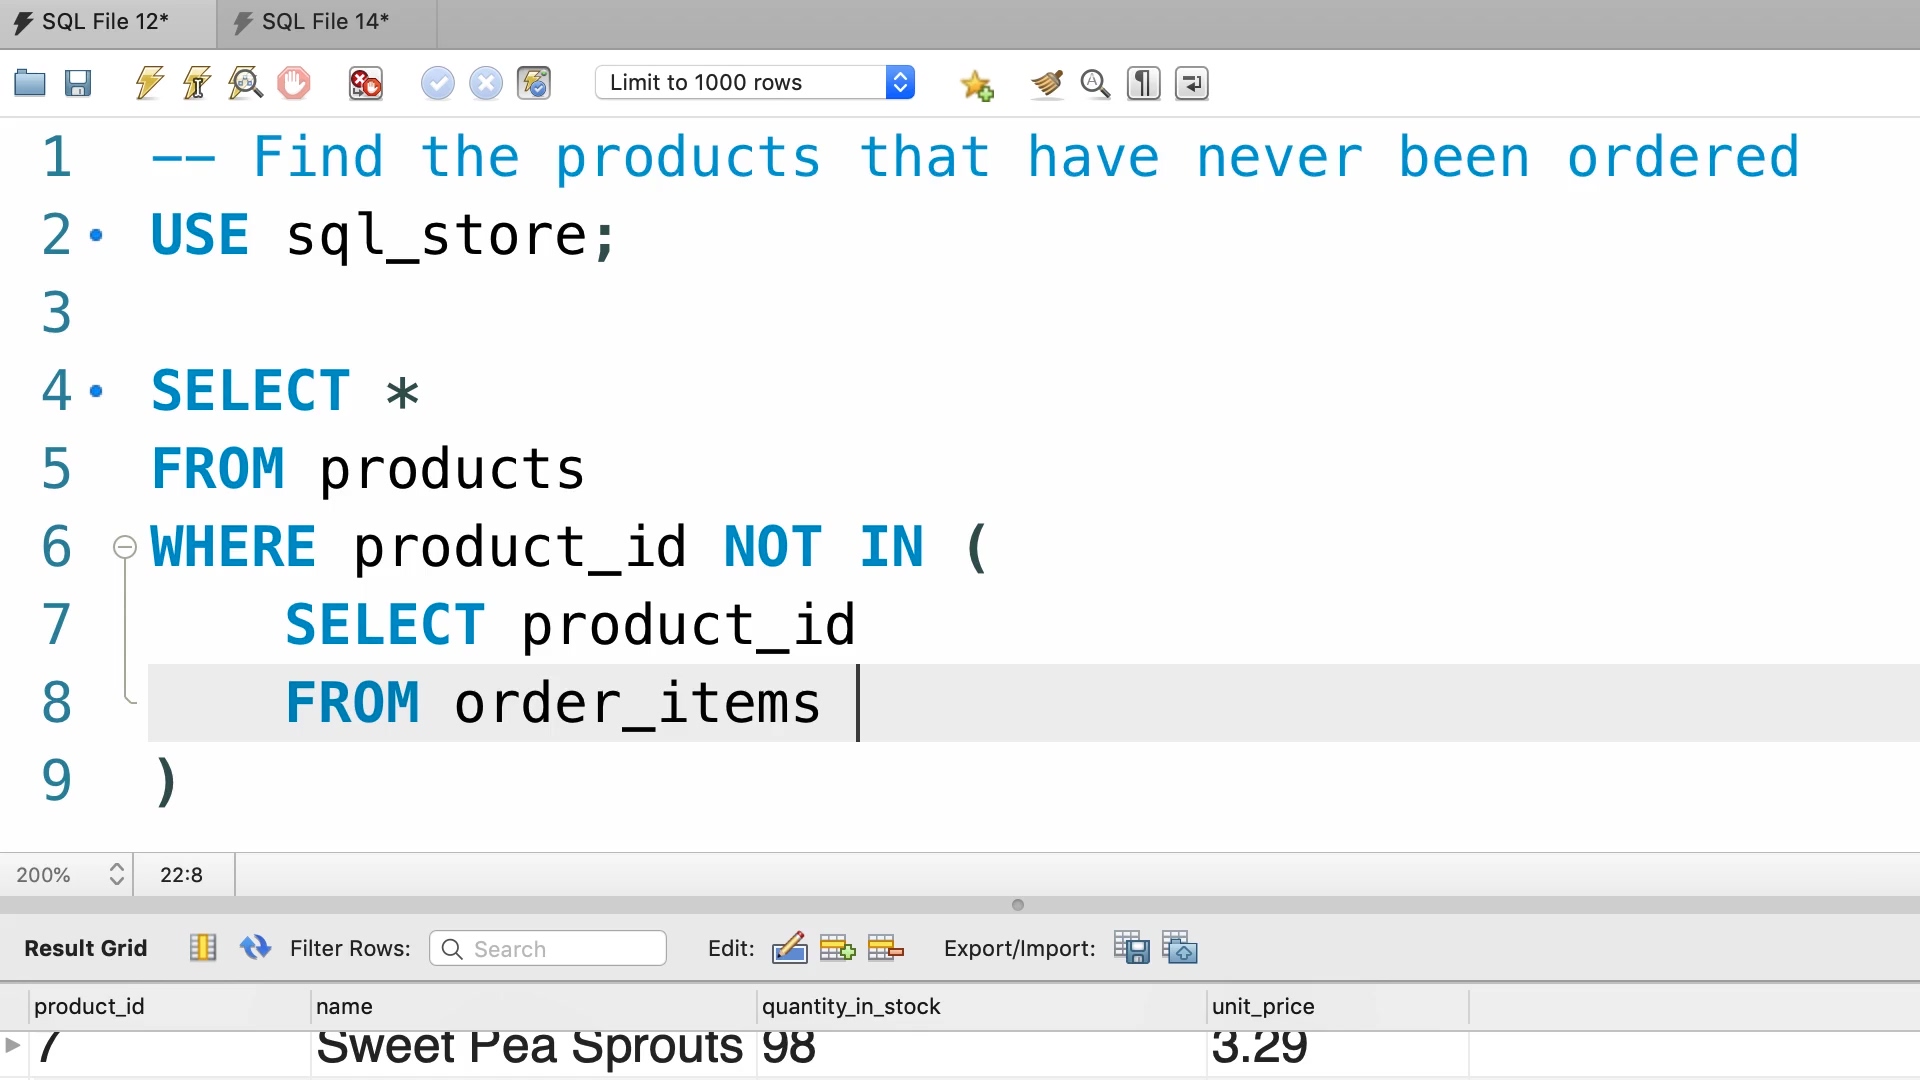 SQL File 12* SQL File 14*
Limit to 1000 rows
1 -- Find the products that have never been ordered
2 USE sql_store;
3
4 SELECT *
5 FROM products
6 WHERE product_id NOT IN (
7 SELECT product_id
8 FROM order_items
9 )
200% 22:8
Result Grid Filter Rows: Search Edit: Export/Import:
product_id name quantity_in_stock unit_price
7 Sweet Pea Sprouts 98 3.29